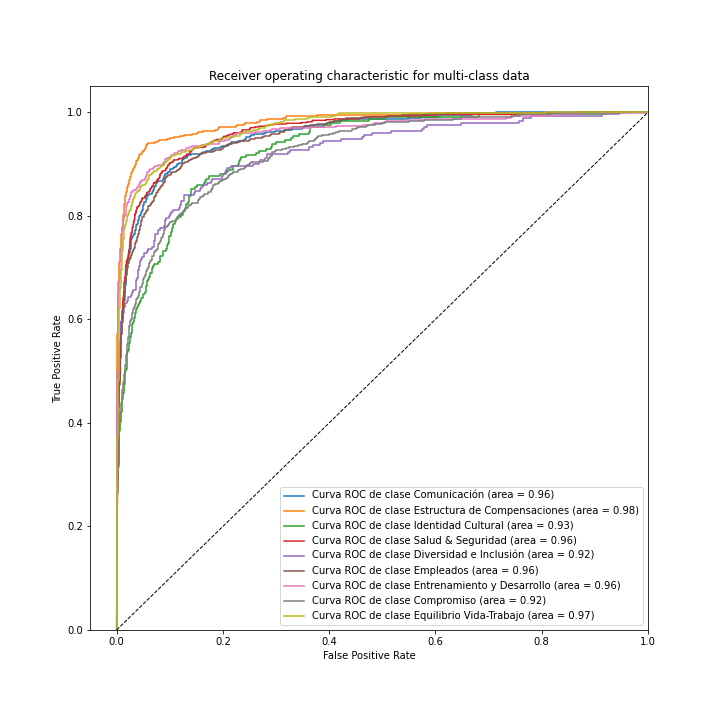 Receiver operating characteristic for multi-class data
True Positive Rate
1.0
0.8
0.6
0.4
0.2
0.0
Curva ROC de clase Comunicación (area = 0.96)
Curva ROC de clase Estructura de Compensaciones (area = 0.98)
Curva ROC de clase Identidad Cultural (area = 0.93)
Curva ROC de clase Salud & Seguridad (area = 0.96)
Curva ROC de clase Diversidad e Inclusión (area = 0.92)
Curva ROC de clase Empleados (area = 0.96)
Curva ROC de clase Entrenamiento y Desarrollo (area = 0.96)
Curva ROC de clase Compromiso (area = 0.92)
Curva ROC de clase Equilibrio Vida-Trabajo (area = 0.97)
0.0 0.2 0.4 0.6 0.8 1.0
False Positive Rate